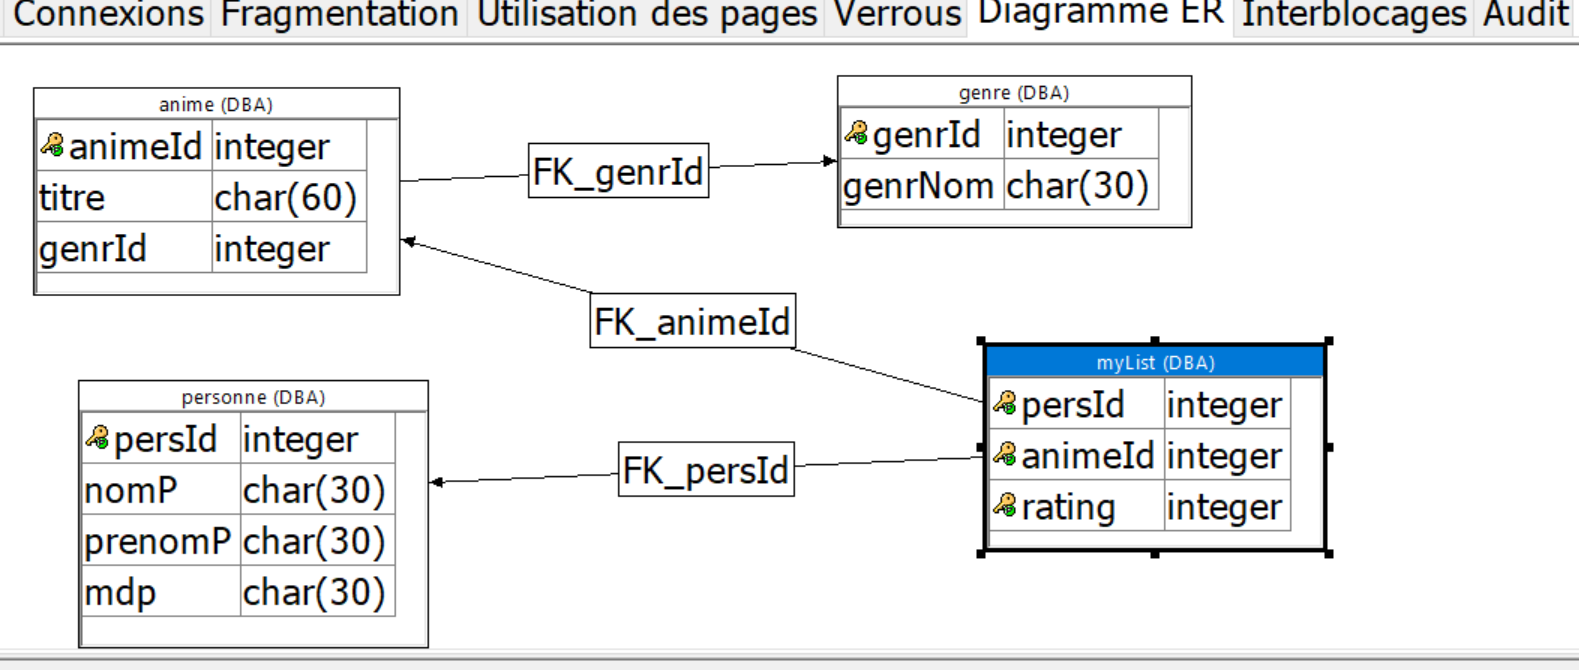 Connexions Fragmentation Utilisation des pages Verrous Diagramme ER Interblocages Audit
anime (DBA)
animeId integer
titre char(60)
genrId integer
FK_genrId
genre (DBA)
genrId integer
genrNom char(30)
FK_animeId
personne (DBA)
persId integer
nomP char(30)
prenomP char(30)
mdp char(30)
FK_persId
myList (DBA)
persId integer
animeId integer
rating integer